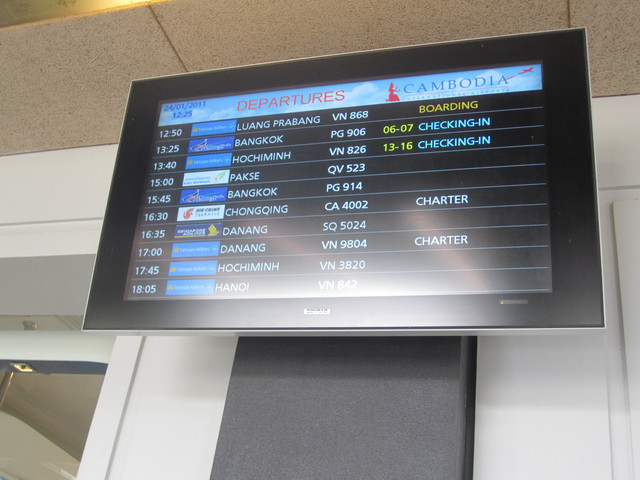 24/01/2011 DEPARTURES CAMBODIA
12:25
12:50 LUANG PRABANG VN 868 BOARDING
13:25 BANGKOK PG 906 06-07 CHECKING-IN
13:40 HOCHIMINH VN 826 13-16 CHECKING-IN
15:00 PAKSE QV 523
15:45 BANGKOK PG 914
16:30 AIR CHINA CHONGQING CA 4002 CHARTER
16:35 SINGAPORE DANANG SQ 5024
17:00 DANANG VN 9804 CHARTER
17:45 HOCHIMINH VN 3820
18:05 HANOI VN 842